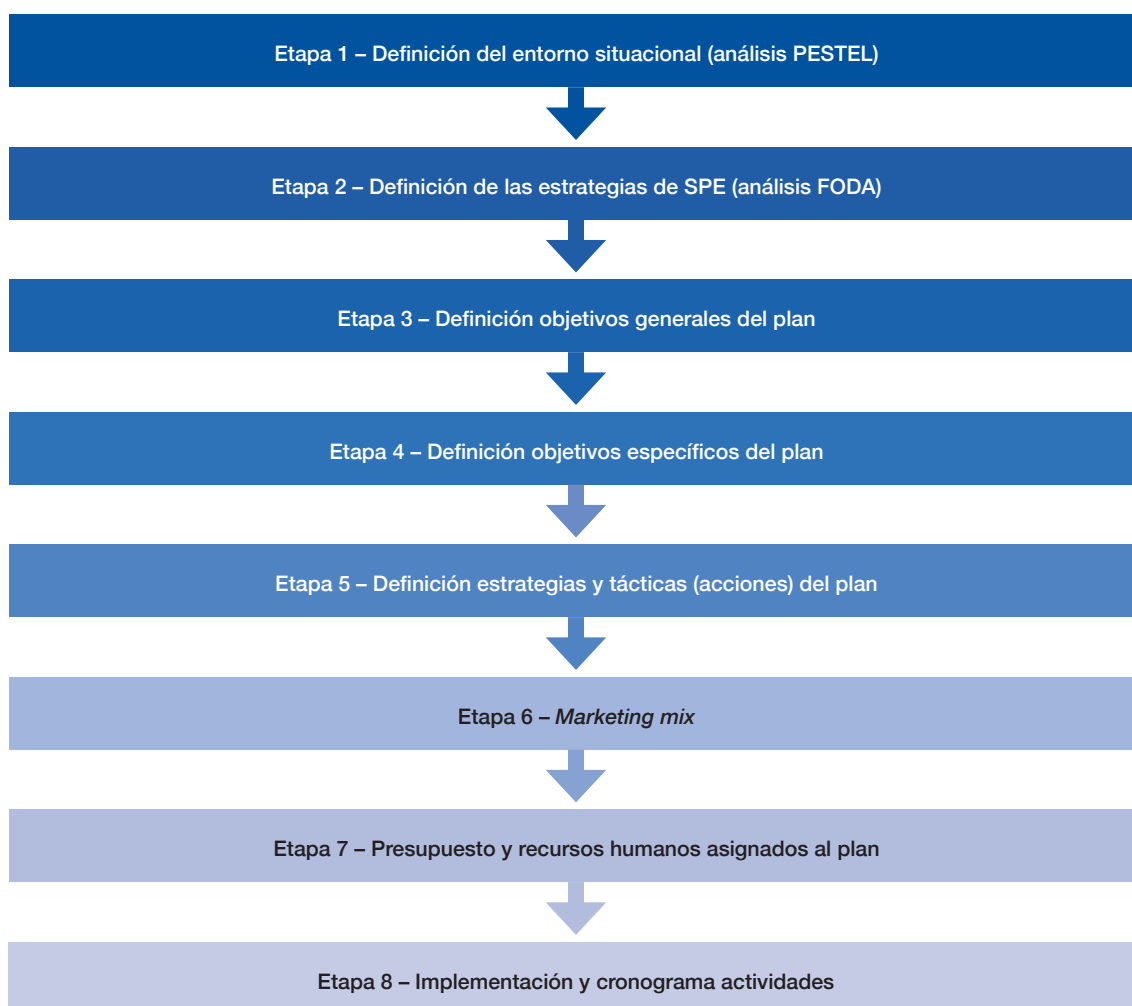 Etapa 1 – Definición del entorno situacional (análisis PESTEL)
Etapa 2 – Definición de las estrategias de SPE (análisis FODA)
Etapa 3 – Definición objetivos generales del plan
Etapa 4 – Definición objetivos específicos del plan
Etapa 5 – Definición estrategias y tácticas (acciones) del plan
Etapa 6 – Marketing mix
Etapa 7 – Presupuesto y recursos humanos asignados al plan
Etapa 8 – Implementación y cronograma actividades